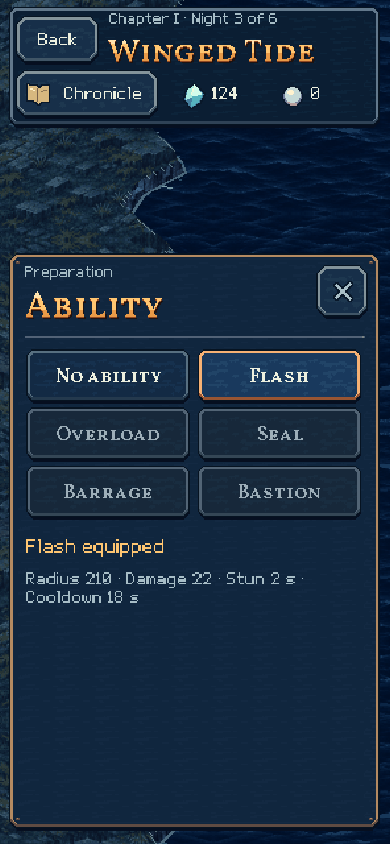 Chapter I · Night 3 of 6
Back
Winged Tide
Chronicle
124
0
Preparation
Ability
No ability
Flash
Overload
Seal
Barrage
Bastion
Flash equipped
Radius 210 · Damage 22 · Stun 2 s ·
Cooldown 18 s